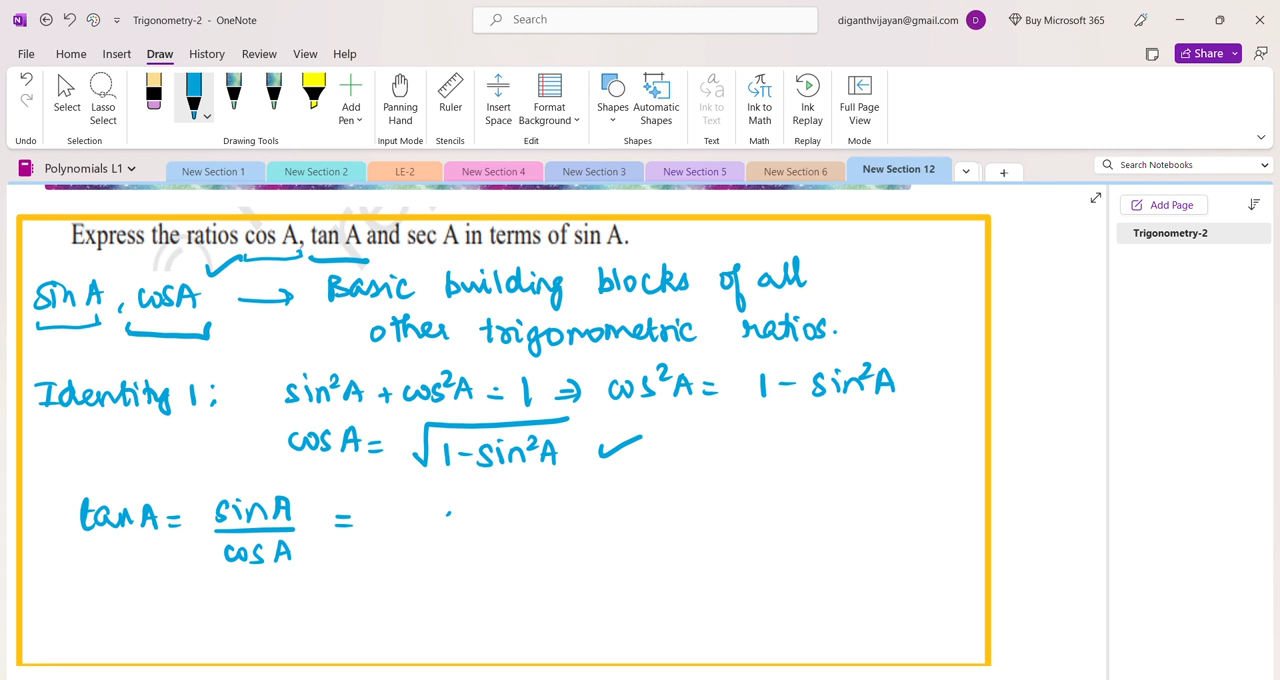 Trigonometry-2 - OneNote
Search
diganthvijayan@gmail.com
D
Buy Microsoft 365
File Home Insert Draw History Review View Help
Share
Undo
Select
Lasso Select
Selection
Drawing Tools
Add Pen
Panning Hand
Input Mode
Ruler
Stencils
Insert Space
Format Background
Edit
Shapes
Automatic Shapes
Shapes
Ink to Text
Text
Ink to Math
Math
Ink Replay
Replay
Full Page View
Mode
Polynomials L1
New Section 1 New Section 2 LE-2 New Section 4 New Section 3 New Section 5 New Section 6 New Section 12
Search Notebooks
Add Page
Trigonometry-2
Express the ratios cos A, tan A and sec A in terms of sin A.
sin A, cos A → Basic building blocks of all
other trigonometric ratios.
Identity 1: sin²A + cos²A = 1 ⇒ cos²A = 1 - sin²A
cos A = √1-sin²A ✓
tan A = sin A / cos A =